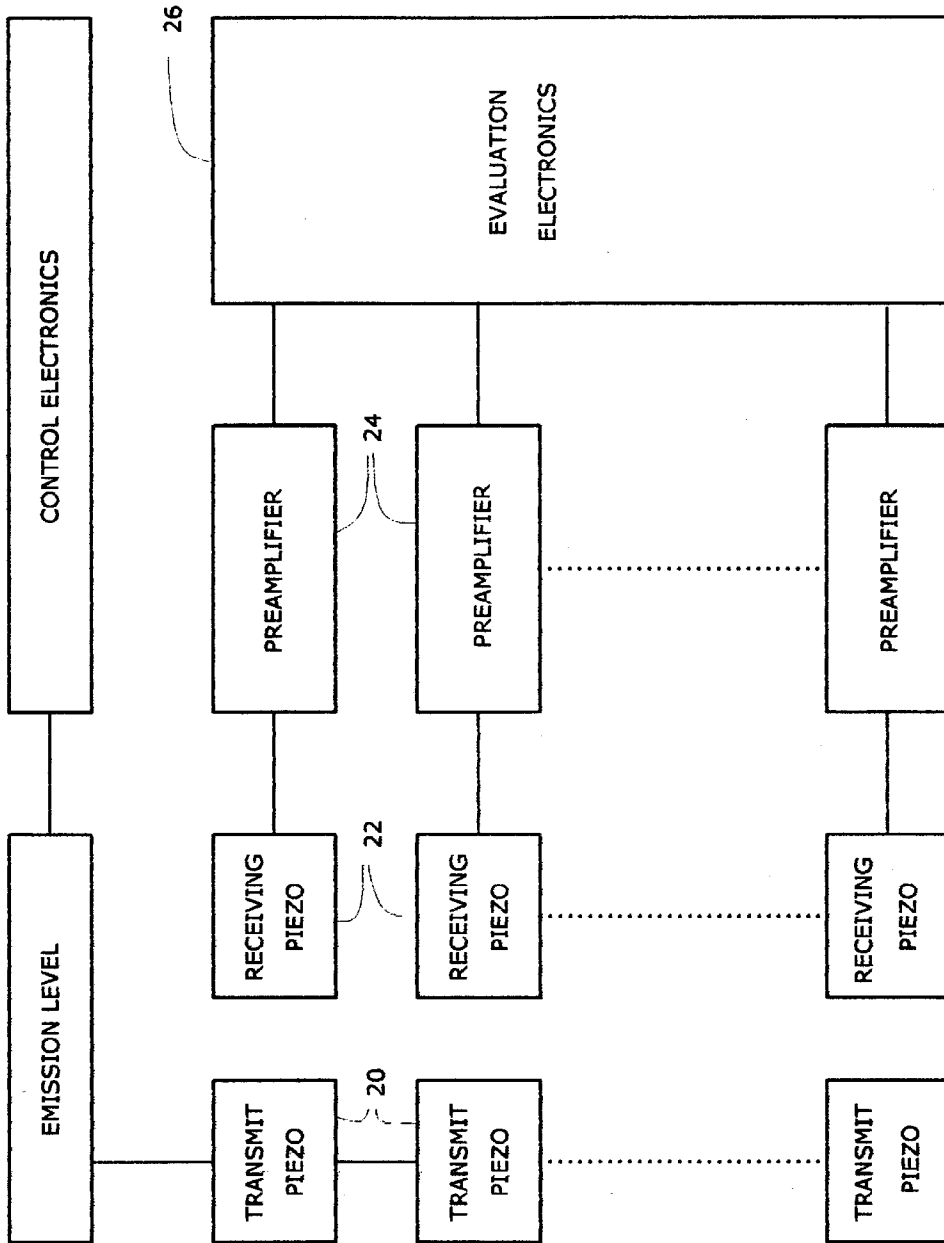 EMISSION LEVEL
CONTROL ELECTRONICS
26
TRANSMIT
PIEZO
RECEIVING
PIEZO
PREAMPLIFIER
EVALUATION
ELECTRONICS
20
22
24
TRANSMIT
PIEZO
RECEIVING
PIEZO
PREAMPLIFIER
TRANSMIT
PIEZO
RECEIVING
PIEZO
PREAMPLIFIER